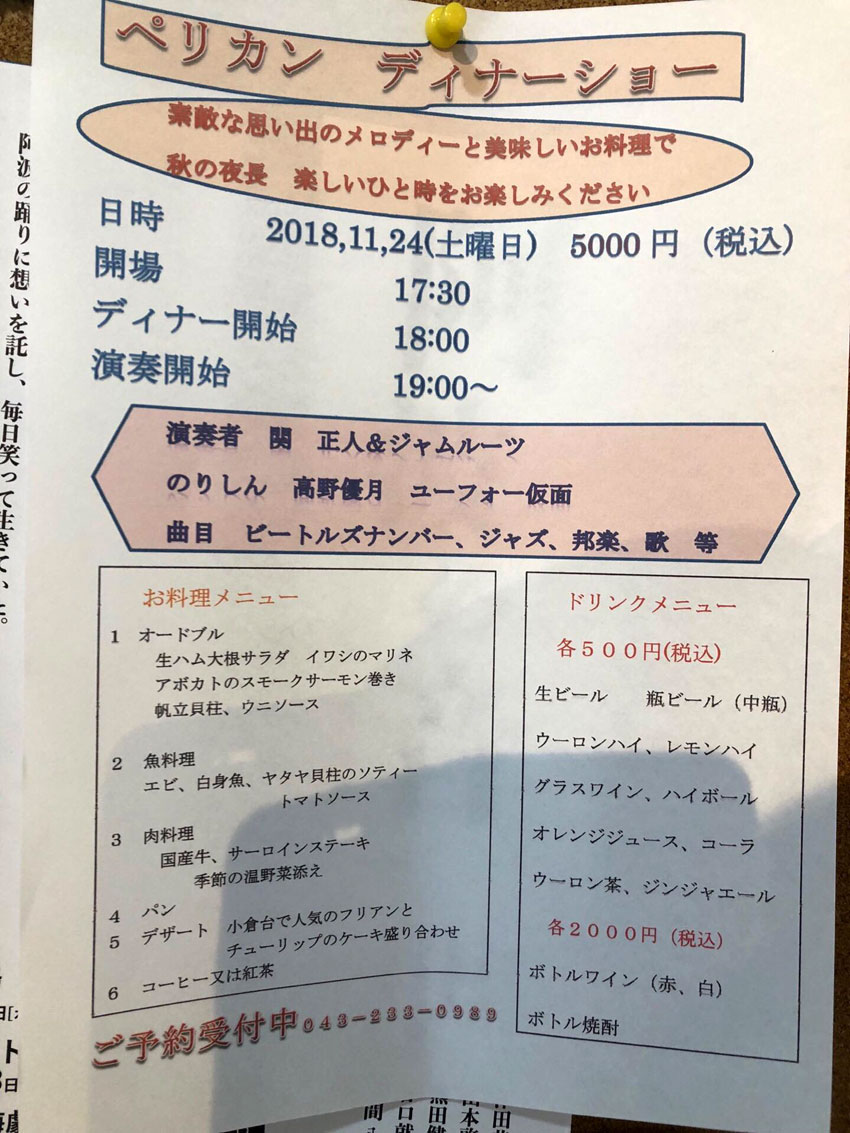 ペリカン　ディナーショー
素敵な思い出のメロディーと美味しいお料理で
秋の夜長　楽しいひと時をお楽しみください
日時　2018,11,24(土曜日)　5000円（税込）
開場　17:30
ディナー開始　18:00
演奏開始　19:00～
演奏者　関　正人＆ジャムルーツ
のりしん　高野優月　ユーフォー仮面
曲目　ビートルズナンバー、ジャズ、邦楽、歌　等
お料理メニュー
1　オードブル
生ハム大根サラダ　イワシのマリネ
アボカトのスモークサーモン巻き
帆立貝柱、ウニソース
2　魚料理
エビ、白身魚、ヤタヤ貝柱のソティー
トマトソース
3　肉料理
国産牛、サーロインステーキ
季節の温野菜添え
4　パン
5　デザート　小倉台で人気のフリアンと
チューリップのケーキ盛り合わせ
6　コーヒー又は紅茶
ドリンクメニュー
各５００円(税込)
生ビール　瓶ビール（中瓶）
ウーロンハイ、レモンハイ
グラスワイン、ハイボール
オレンジジュース、コーラ
ウーロン茶、ジンジャエール
各２０００円（税込）
ボトルワイン（赤、白）
ボトル焼酎
ご予約受付中０４３－２３３－０９８９
阿波の踊りに想いを託し、毎日笑って生きていた。